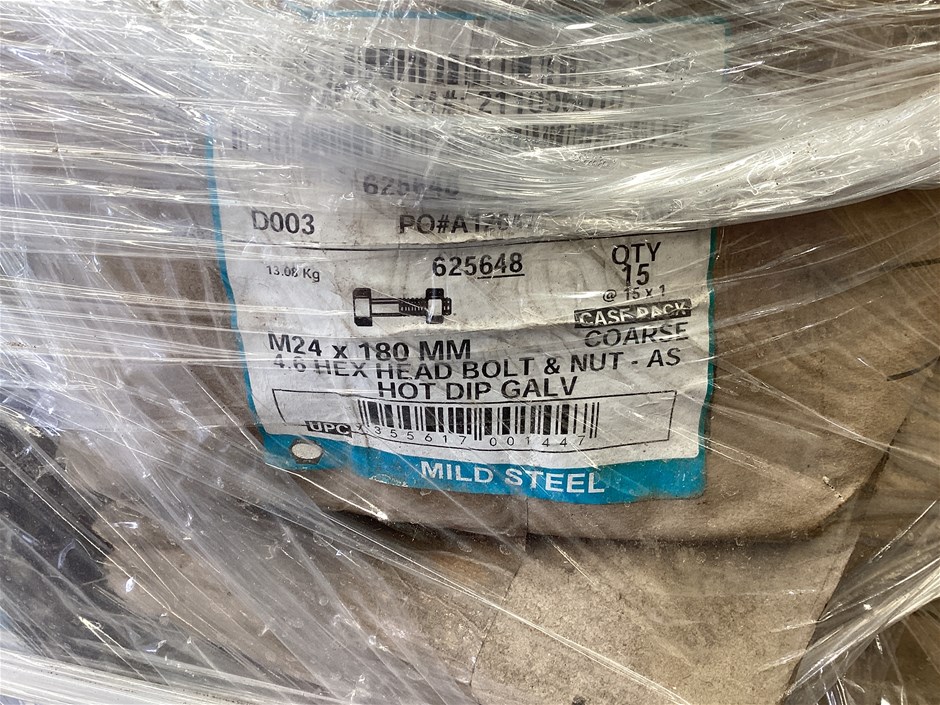 625648
D003 PO#
13.08 Kg 625648 QTY
15
@ 15 x 1
CASE PACK
M24 x 180 MM COARSE
4.6 HEX HEAD BOLT & NUT - AS
HOT DIP GALV
UPC 355617 001447
MILD STEEL